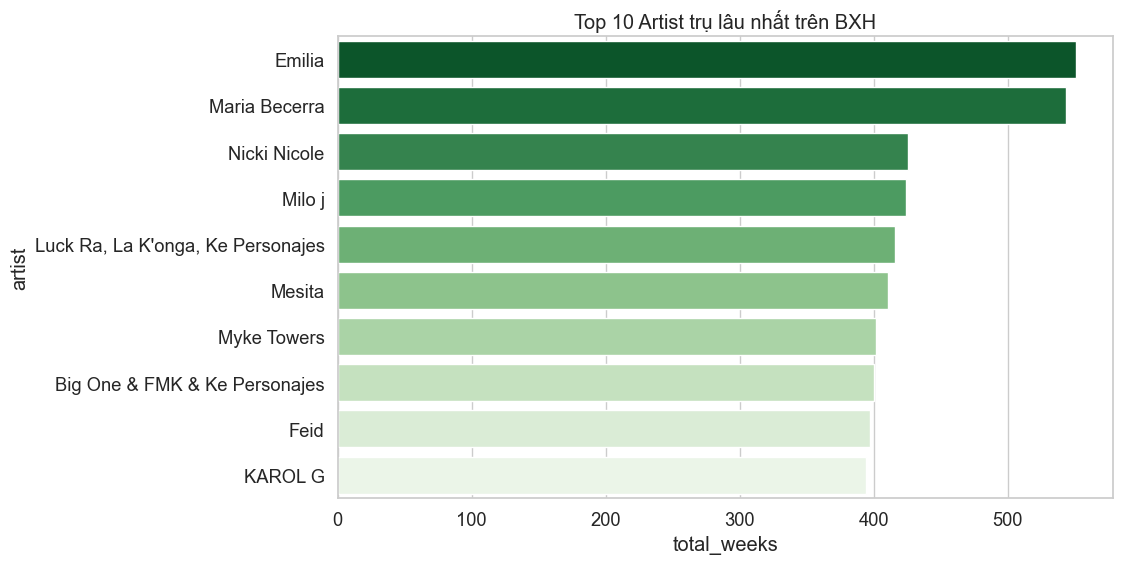 Top 10 Artist trụ lâu nhất trên BXH
Emilia
Maria Becerra
Nicki Nicole
Milo j
Luck Ra, La K'onga, Ke Personajes
Mesita
Myke Towers
Big One & FMK & Ke Personajes
Feid
KAROL G
artist
0 100 200 300 400 500
total_weeks